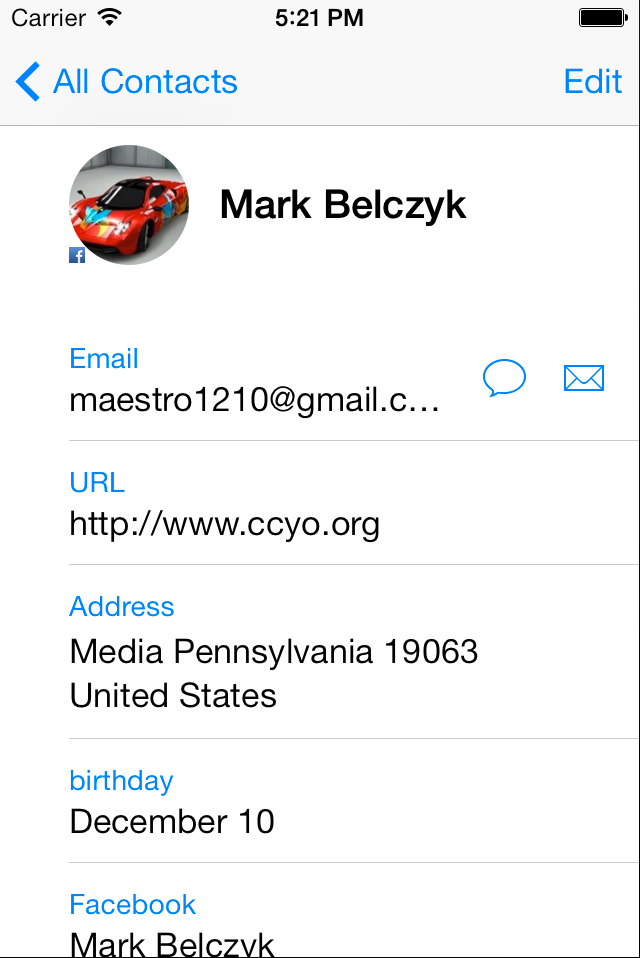 Carrier 5:21 PM
All Contacts Edit
Mark Belczyk
f
Email
maestro1210@gmail.c...
URL
http://www.ccyo.org
Address
Media Pennsylvania 19063
United States
birthday
December 10
Facebook
Mark Belczyk